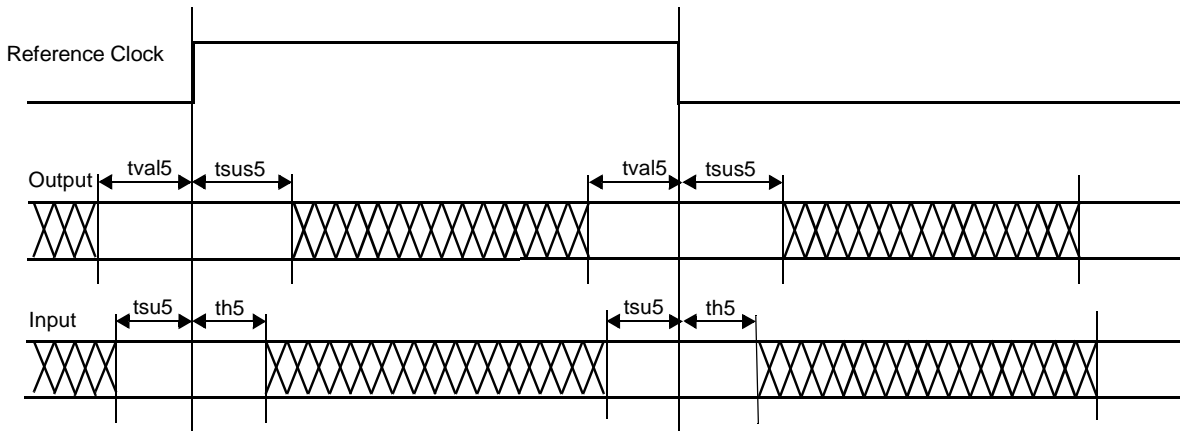 Reference Clock
Output
tval5
tsus5
tval5
tsus5
Input
tsu5
th5
tsu5
th5